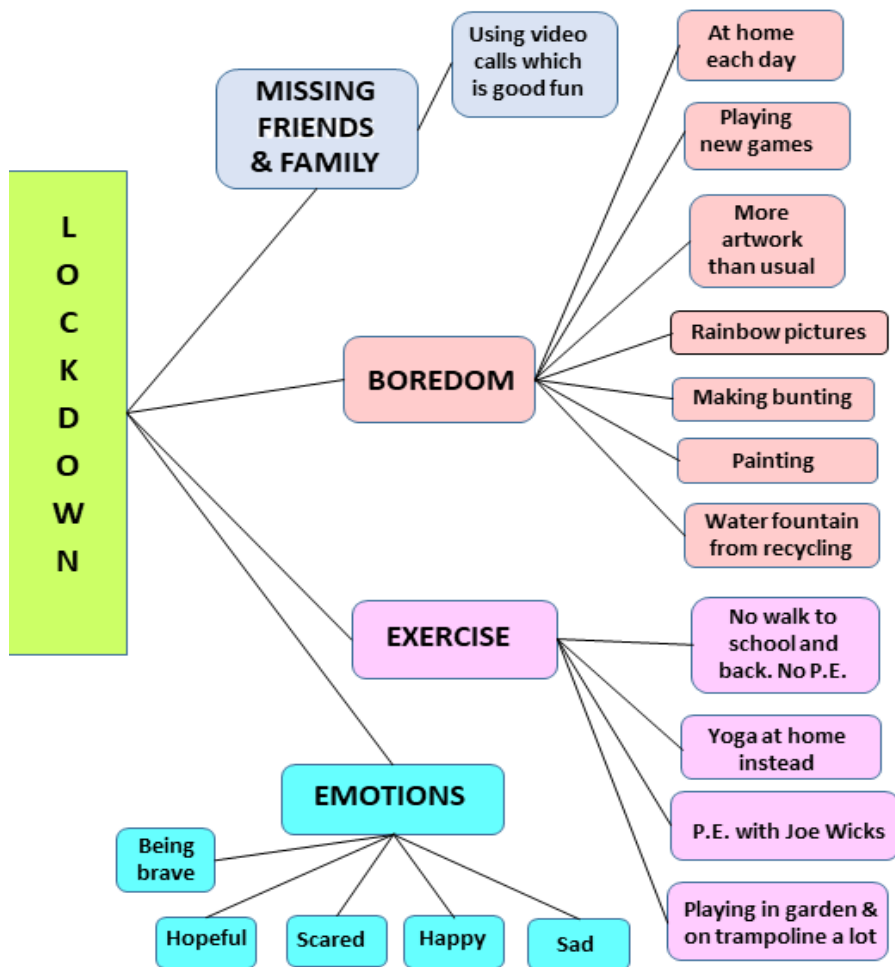 LOCKDOWN
MISSING
FRIENDS
& FAMILY
Using video
calls which
is good fun
BOREDOM
At home
each day
Playing
new games
More
artwork
than usual
Rainbow pictures
Making bunting
Painting
Water fountain
from recycling
EXERCISE
No walk to
school and
back. No P.E.
Yoga at home
instead
P.E. with Joe Wicks
Playing in garden &
on trampoline a lot
EMOTIONS
Being
brave
Hopeful
Scared
Happy
Sad